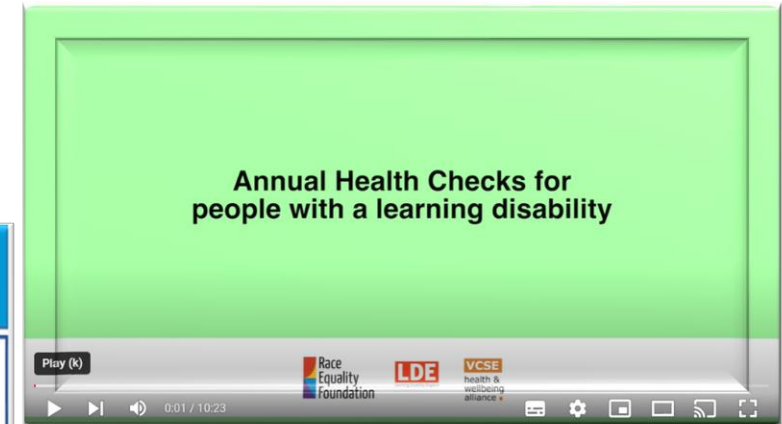 Annual Health Checks for
people with a learning disability
Play (k)
Race
Equality
Foundation
LDE
VCSE
health &
wellbeing
alliance
0:01 / 10:23